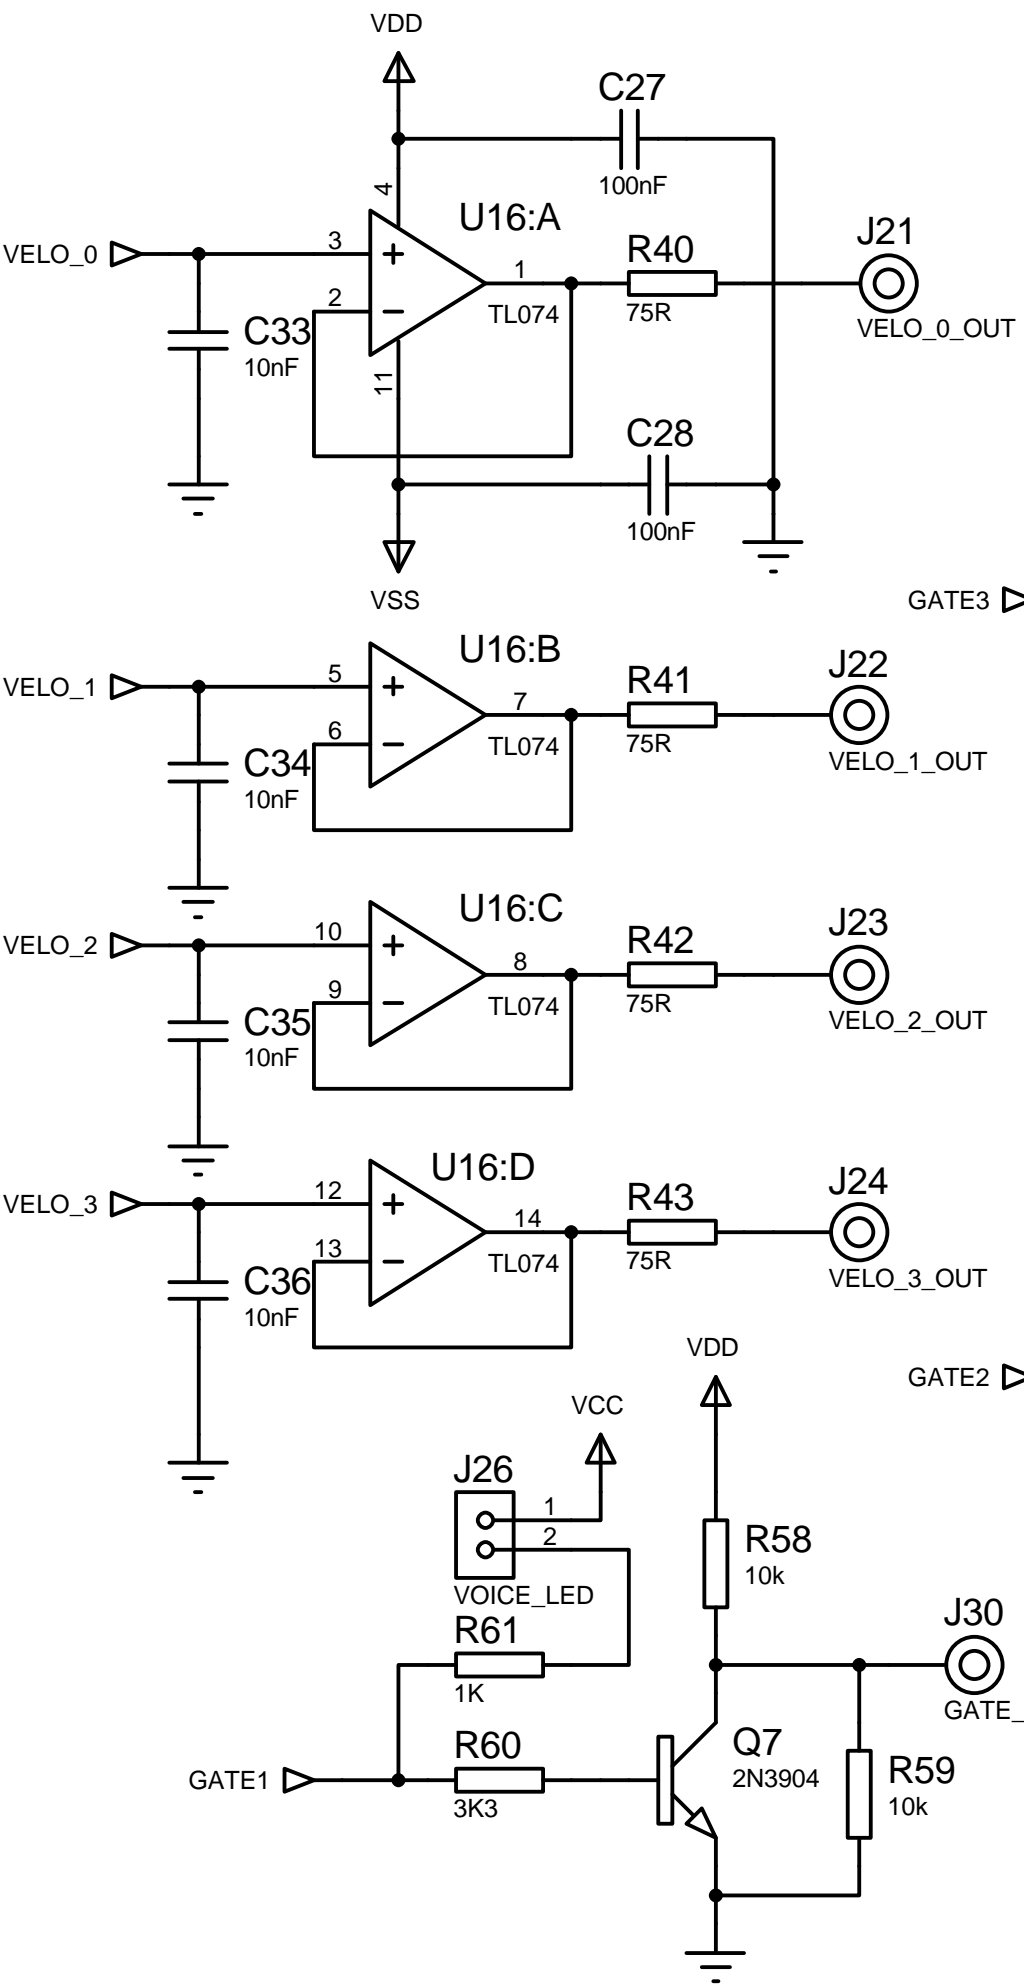 VDD
C27
100nF
4
U16:A
VELO_0
3
+
1
R40
J21
2
−
TL074
75R
VELO_0_OUT
C33
10nF
11
C28
100nF
VSS
GATE3
U16:B
VELO_1
5
+
7
R41
J22
6
−
TL074
75R
VELO_1_OUT
C34
10nF
U16:C
VELO_2
10
+
8
R42
J23
9
−
TL074
75R
VELO_2_OUT
C35
10nF
U16:D
VELO_3
12
+
14
R43
J24
13
−
TL074
75R
VELO_3_OUT
C36
10nF
VDD
GATE2
VCC
J26
1
2
VOICE_LED
R58
10k
R61
1K
J30
GATE_
GATE1
R60
3K3
Q7
2N3904
R59
10k